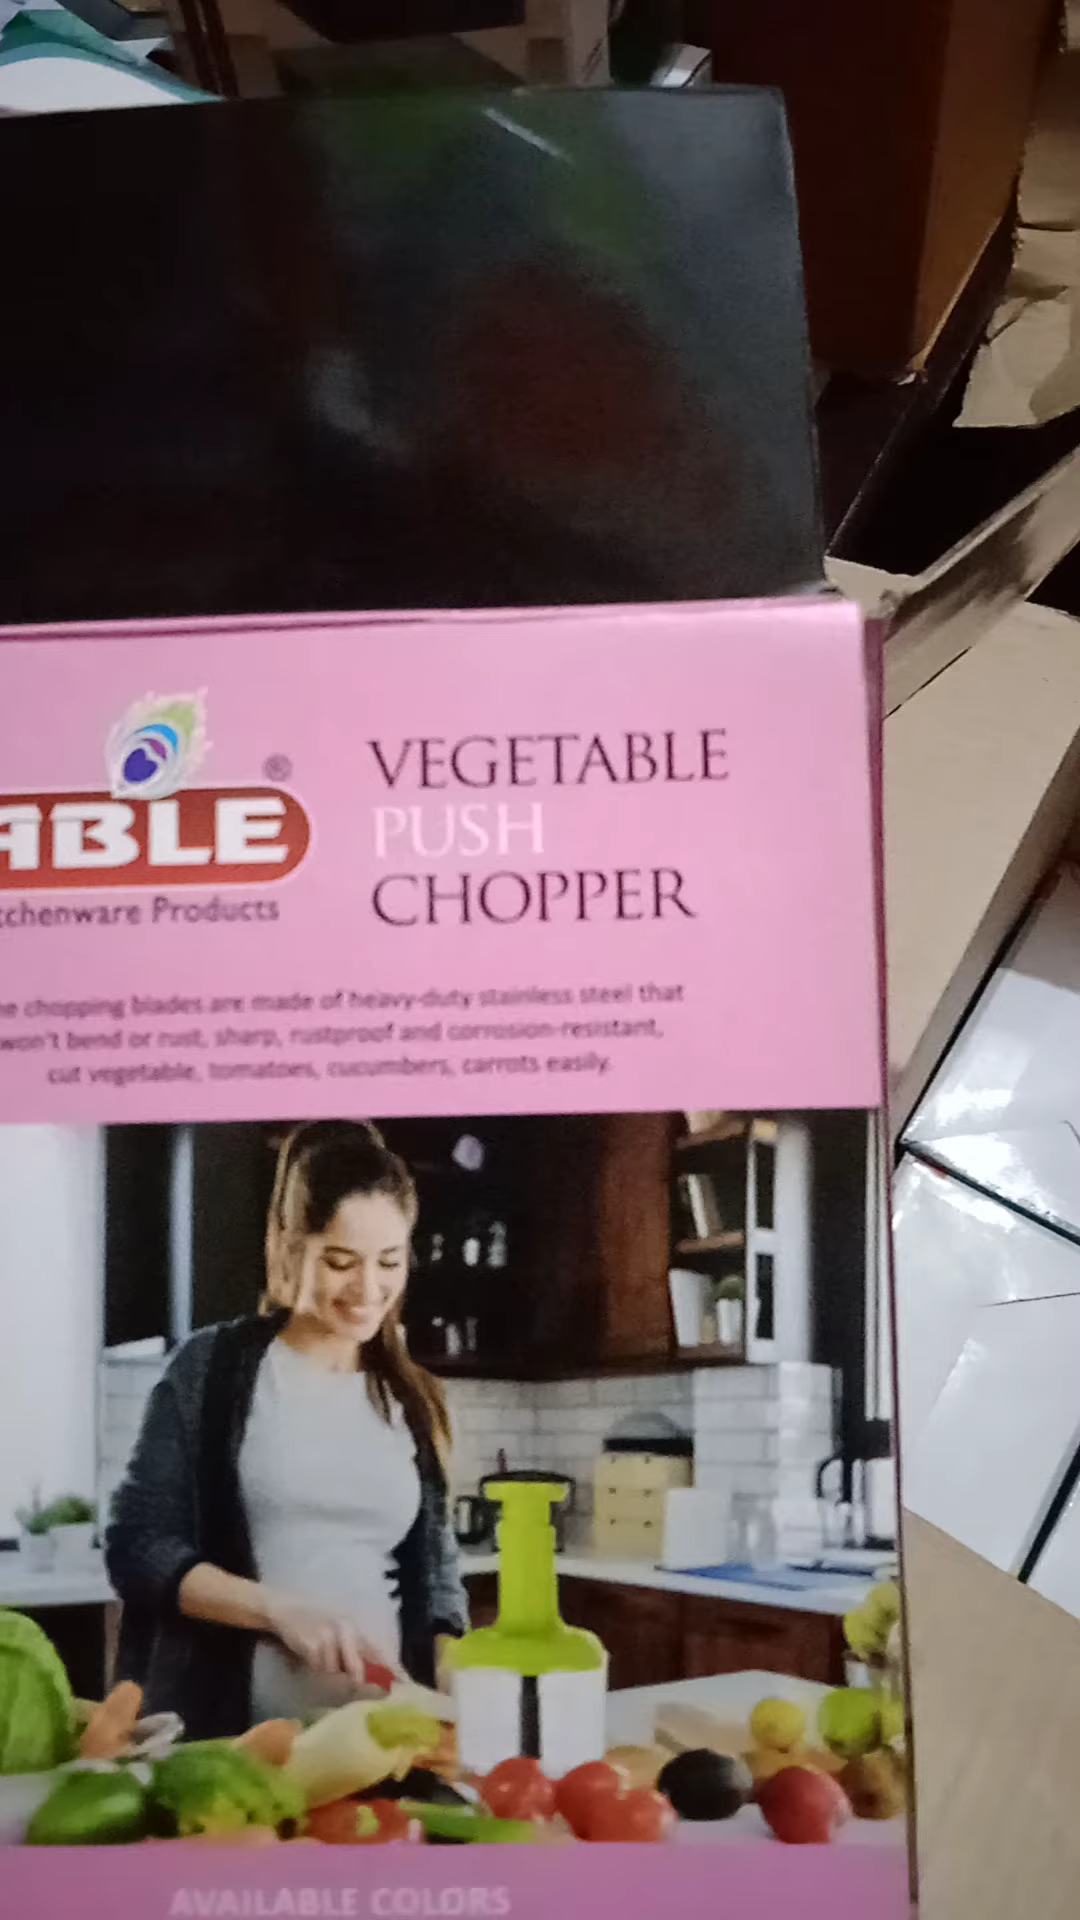 ABLE
®
tchenware Products
VEGETABLE
PUSH
CHOPPER
he chopping blades are made of heavy-duty stainless steel that
won't bend or rust, sharp, rustproof and corrosion-resistant,
cut vegetable, tomatoes, cucumbers, carrots easily.
AVAILABLE COLORS